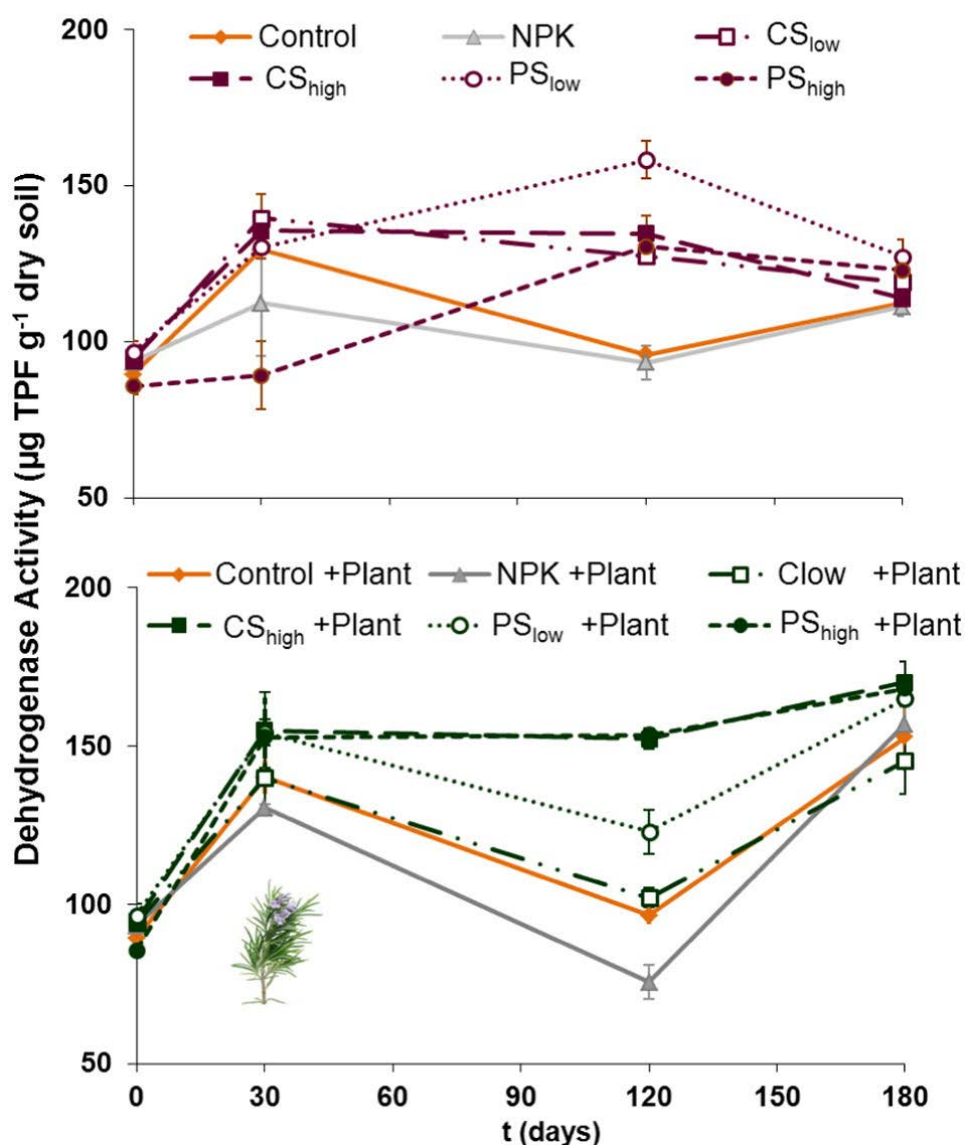 Dehydrogenase Activity (µg TPF g⁻¹ dry soil)
200
150
100
50
Control NPK CSlow
CShigh PSlow PShigh
200
150
100
50
Control +Plant NPK +Plant Clow +Plant
CShigh +Plant PSlow +Plant PShigh +Plant
0 30 60 90 120 150 180
t (days)